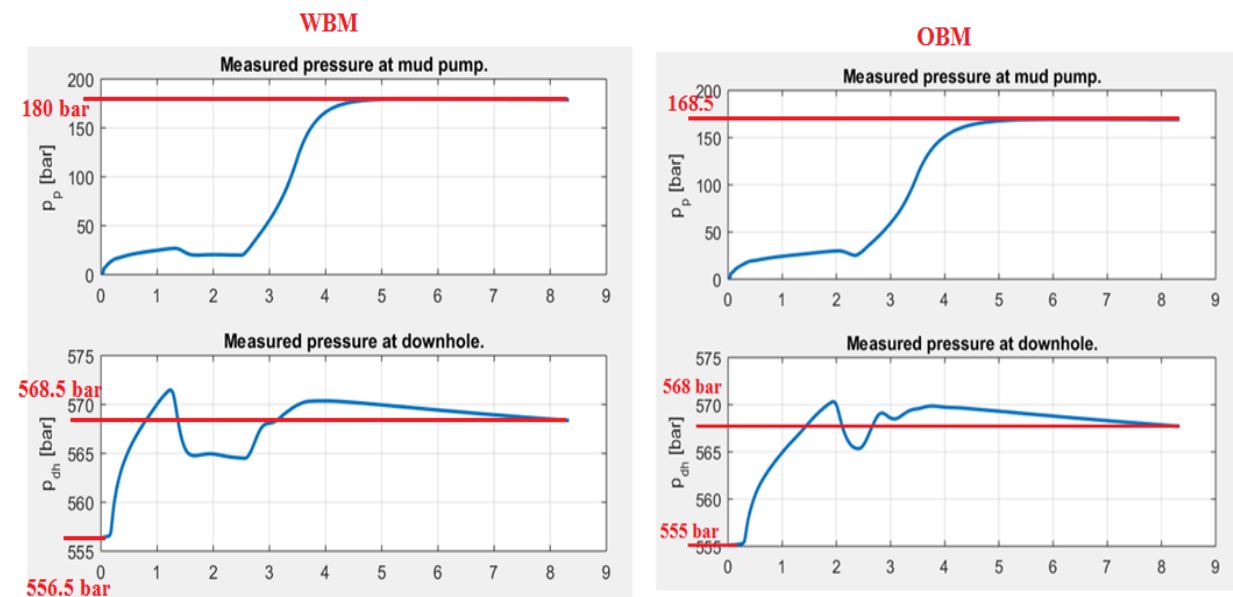 WBM
Measured pressure at mud pump.
200
180 bar
150
100
50
0
p_p [bar]
0 1 2 3 4 5 6 7 8 9
Measured pressure at downhole.
575
568.5 bar
570
565
560
555
p_dh [bar]
0 1 2 3 4 5 6 7 8 9
556.5 bar
OBM
Measured pressure at mud pump.
200
168.5
150
100
50
0
p_p [bar]
0 1 2 3 4 5 6 7 8 9
Measured pressure at downhole.
575
568 bar
570
565
560
555 bar
555
p_dh [bar]
0 1 2 3 4 5 6 7 8 9